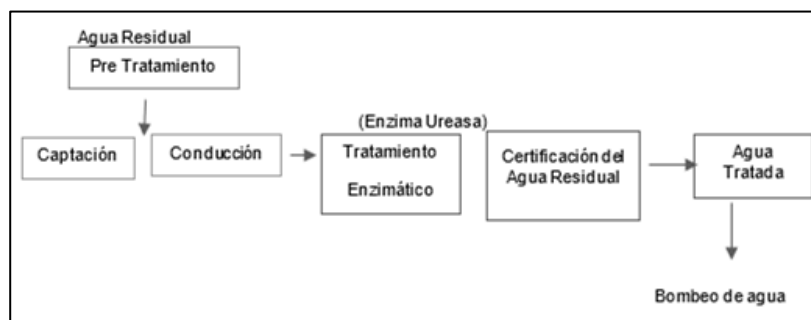 Agua Residual
Pre Tratamiento
Captación
Conducción
(Enzima Ureasa)
Tratamiento
Enzimático
Certificación del
Agua Residual
Agua
Tratada
Bombeo de agua